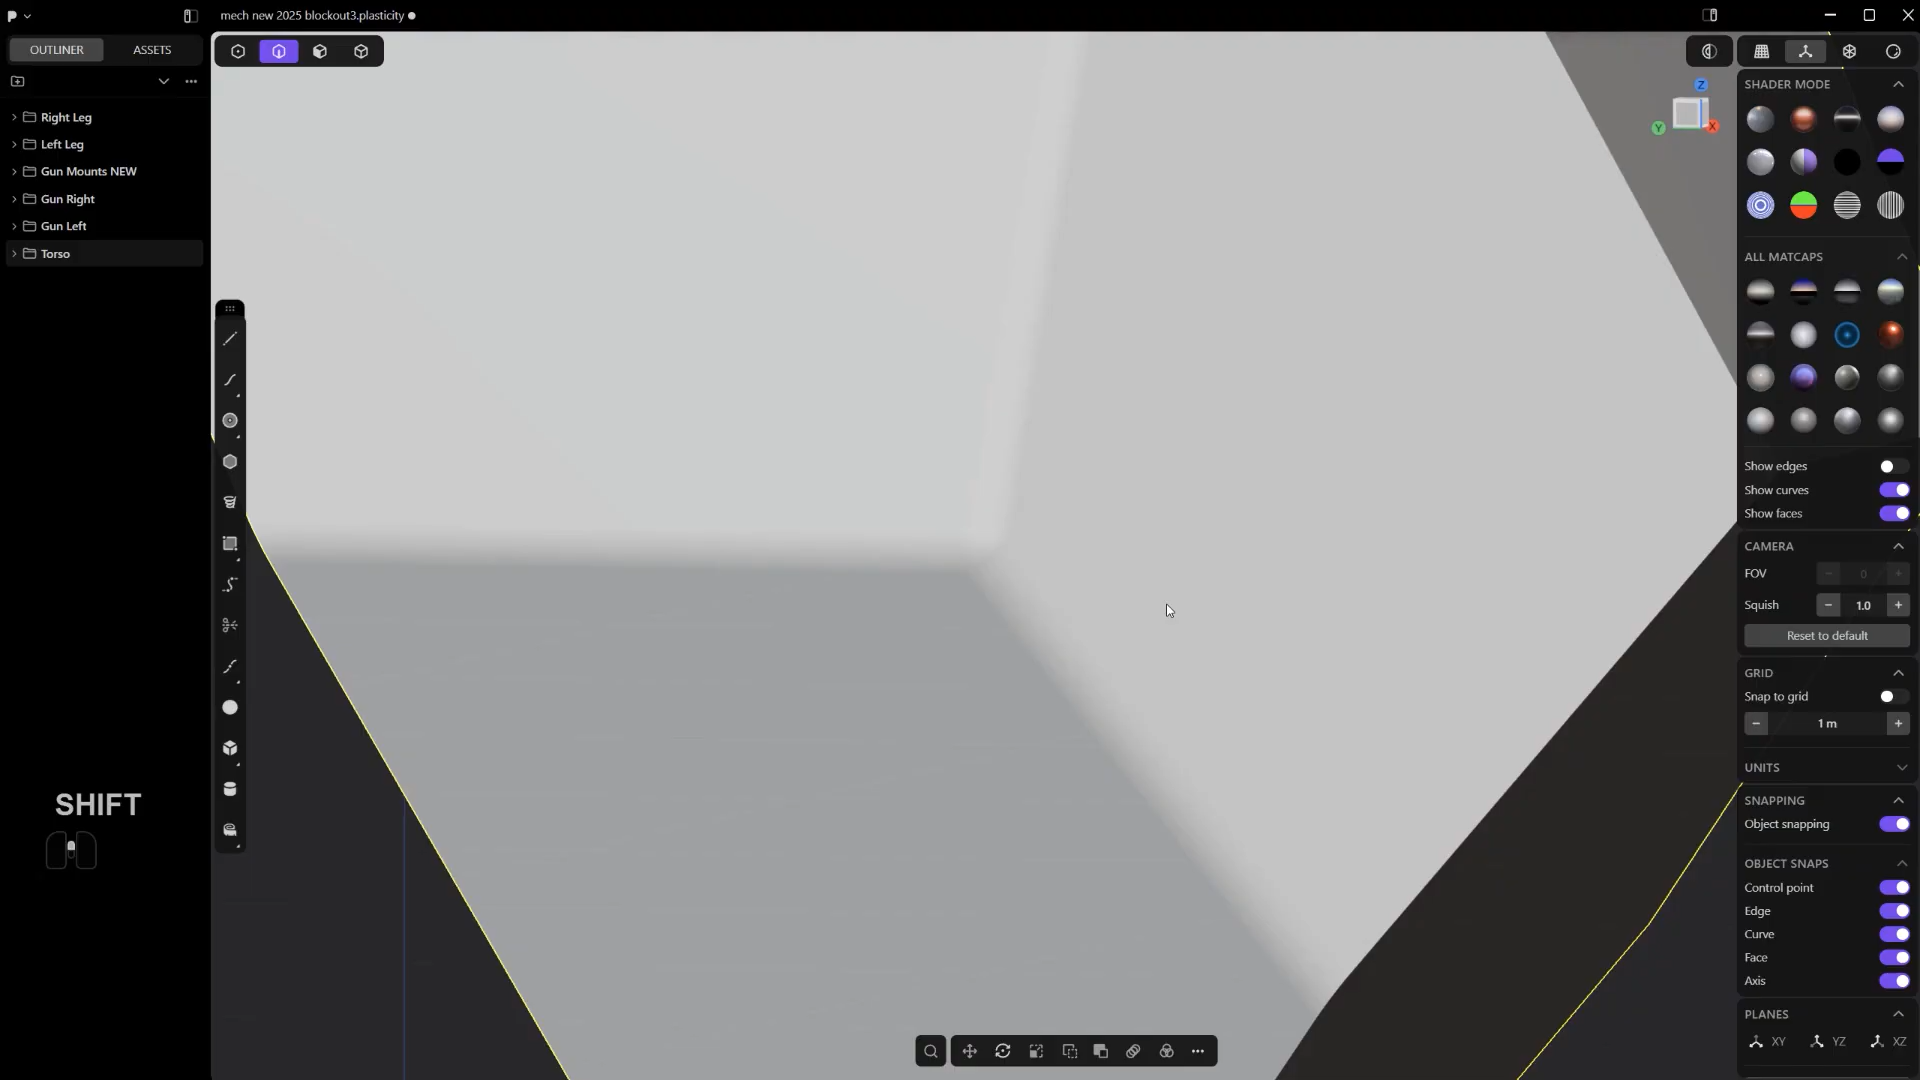 mech new 2025 blockout3.plasticity
OUTLINER
ASSETS
Right Leg
Left Leg
Gun Mounts NEW
Gun Right
Gun Left
Torso
SHIFT
Z
Y
X
SHADER MODE
ALL MATCAPS
Show edges
Show curves
Show faces
CAMERA
FOV
- 0 +
Squish
- 1.0 +
Reset to default
GRID
Snap to grid
- 1 m +
UNITS
SNAPPING
Object snapping
OBJECT SNAPS
Control point
Edge
Curve
Face
Axis
PLANES
XY
YZ
XZ